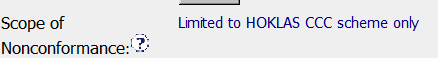 Scope of Limited to HOKLAS CCC scheme only
Nonconformance:?